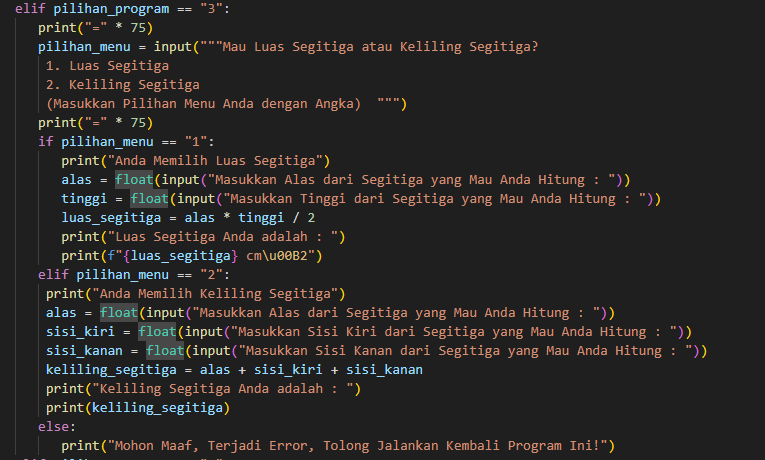 elif pilihan_program == "3":
print("=" * 75)
pilihan_menu = input("""Mau Luas Segitiga atau Keliling Segitiga?
1. Luas Segitiga
2. Keliling Segitiga
(Masukkan Pilihan Menu Anda dengan Angka)  """)
print("=" * 75)
if pilihan_menu == "1":
print("Anda Memilih Luas Segitiga")
alas = float(input("Masukkan Alas dari Segitiga yang Mau Anda Hitung : "))
tinggi = float(input("Masukkan Tinggi dari Segitiga yang Mau Anda Hitung : "))
luas_segitiga = alas * tinggi / 2
print("Luas Segitiga Anda adalah : ")
print(f"{luas_segitiga} cm\u00B2")
elif pilihan_menu == "2":
print("Anda Memilih Keliling Segitiga")
alas = float(input("Masukkan Alas dari Segitiga yang Mau Anda Hitung : "))
sisi_kiri = float(input("Masukkan Sisi Kiri dari Segitiga yang Mau Anda Hitung : "))
sisi_kanan = float(input("Masukkan Sisi Kanan dari Segitiga yang Mau Anda Hitung : "))
keliling_segitiga = alas + sisi_kiri + sisi_kanan
print("Keliling Segitiga Anda adalah : ")
print(keliling_segitiga)
else:
print("Mohon Maaf, Terjadi Error, Tolong Jalankan Kembali Program Ini!")